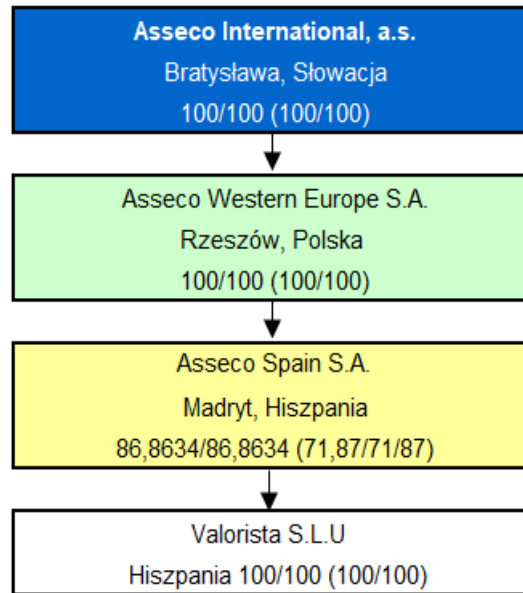 Asseco International, a.s.
Bratysława, Słowacja
100/100 (100/100)
Asseco Western Europe S.A.
Rzeszów, Polska
100/100 (100/100)
Asseco Spain S.A.
Madryt, Hiszpania
86,8634/86,8634 (71,87/71/87)
Valorista S.L.U
Hiszpania 100/100 (100/100)